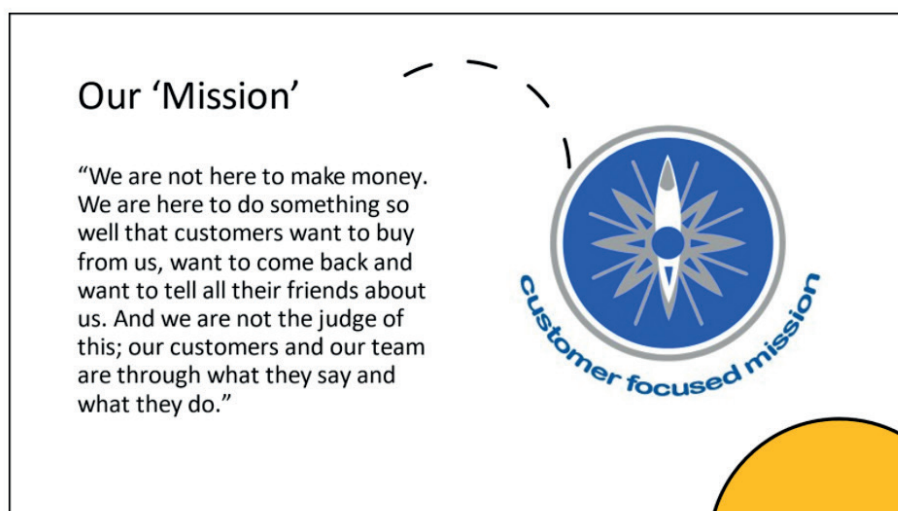 Our ‘Mission’
“We are not here to make money.
We are here to do something so
well that customers want to buy
from us, want to come back and
want to tell all their friends about
us. And we are not the judge of
this; our customers and our team
are through what they say and
what they do.”
customer focused mission